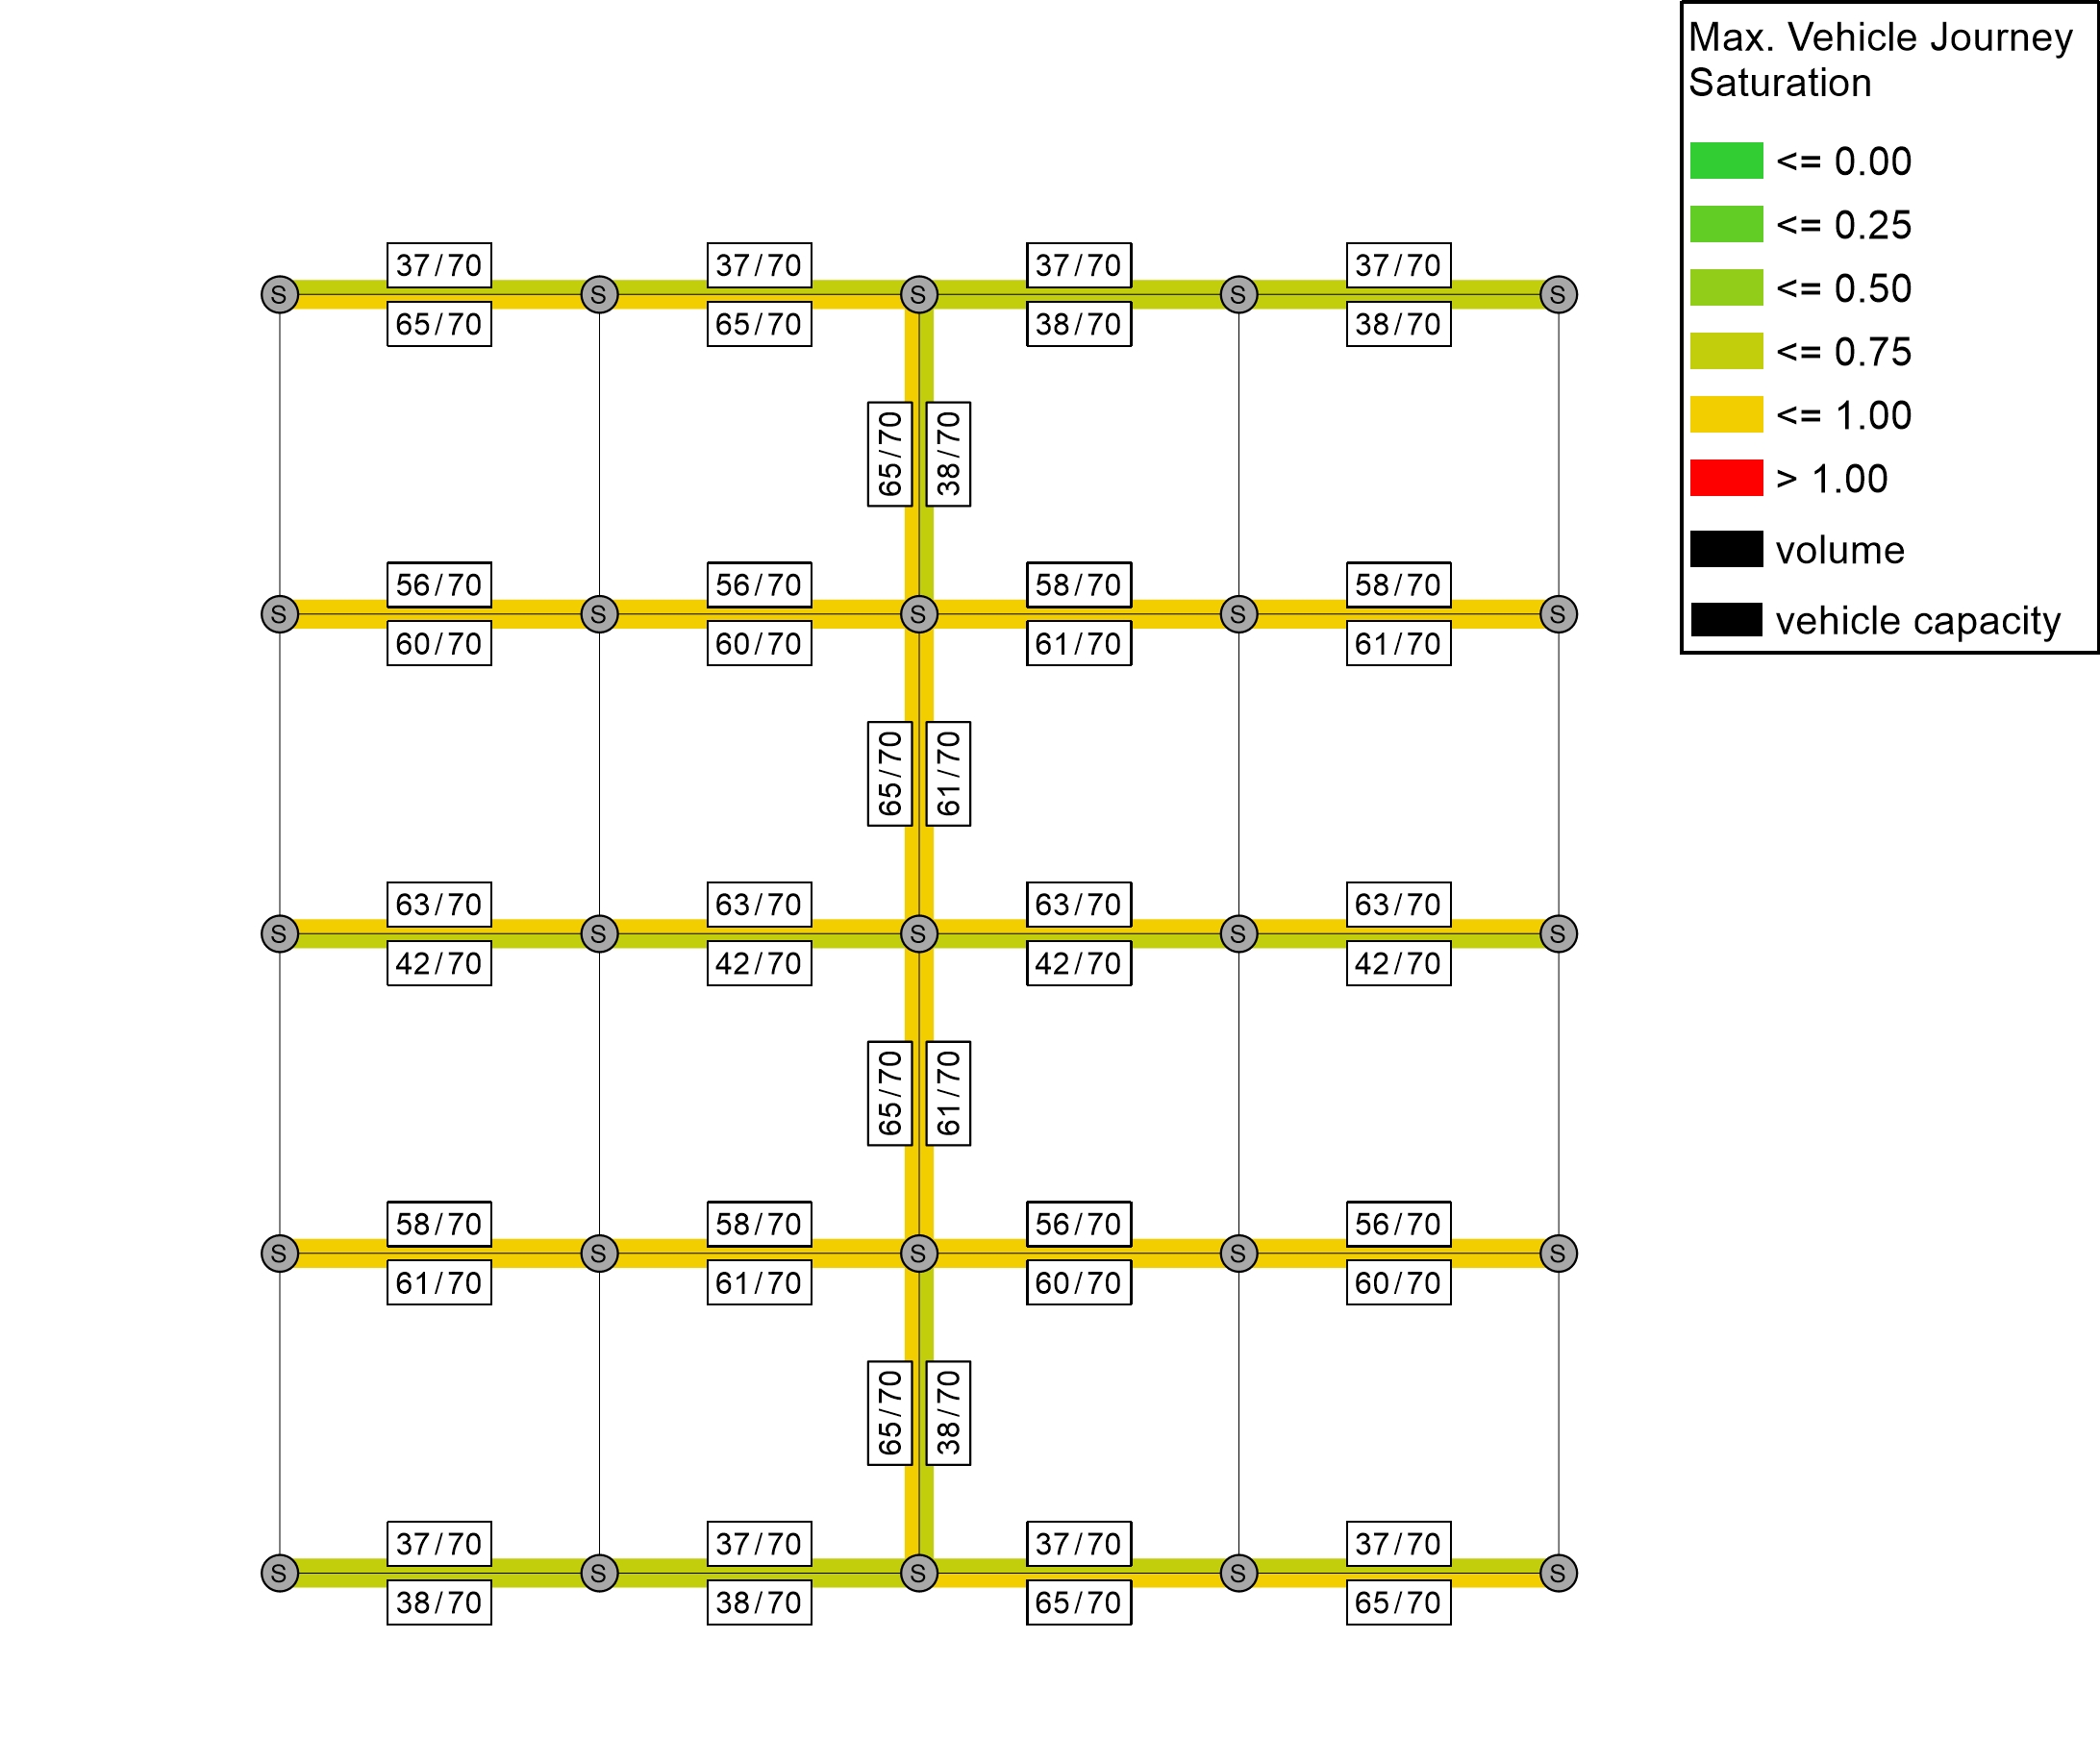 Max. Vehicle Journey
Saturation
<= 0.00
<= 0.25
<= 0.50
<= 0.75
<= 1.00
> 1.00
volume
vehicle capacity
37/70 37/70 37/70 37/70
S S S S S
65/70 65/70 38/70 38/70
65/70 38/70
56/70 56/70 58/70 58/70
S S S S S
60/70 60/70 61/70 61/70
65/70 61/70
63/70 63/70 63/70 63/70
S S S S S
42/70 42/70 42/70 42/70
65/70 61/70
58/70 58/70 56/70 56/70
S S S S S
61/70 61/70 60/70 60/70
65/70 38/70
37/70 37/70 37/70 37/70
S S S S S
38/70 38/70 65/70 65/70